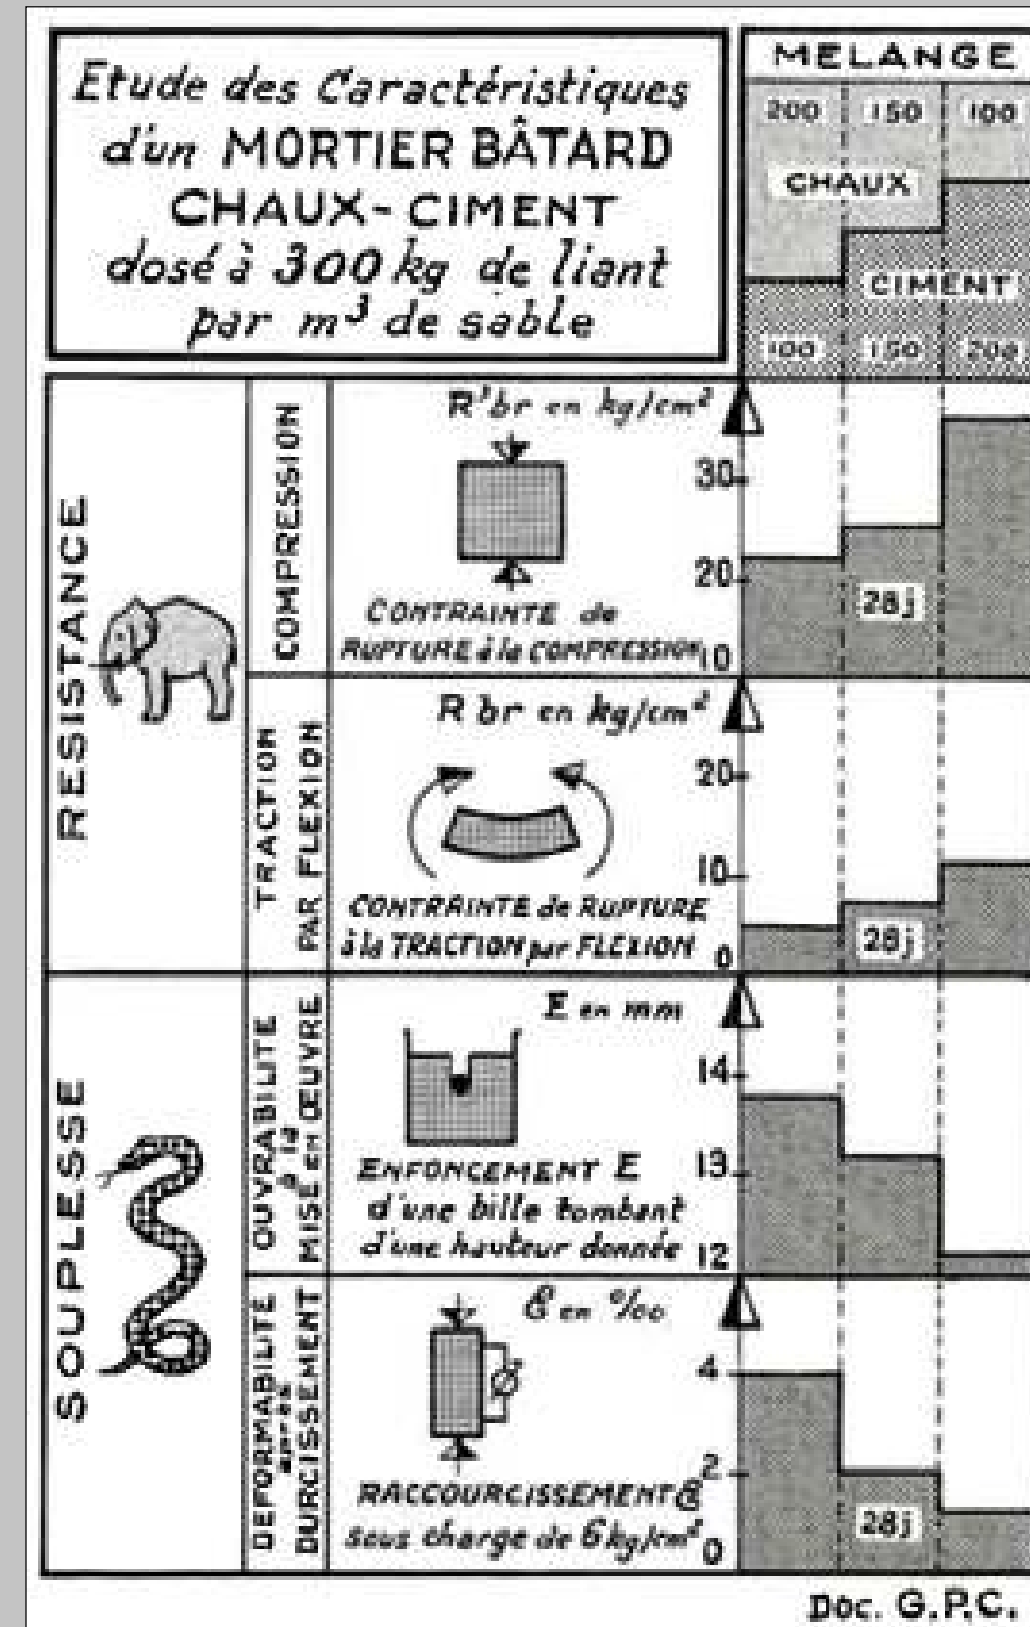 Etude des Caractéristiques
d'un MORTIER BÂTARD
CHAUX-CIMENT
dosé à 300 kg de liant
par m³ de sable
MELANGE
200 150 100
CHAUX
CIMENT
100 150 200
RESISTANCE
COMPRESSION
R'br en kg/cm²
30
20
10
CONTRAINTE de
RUPTURE à la COMPRESSION
28j
TRACTION
PAR FLEXION
R br en kg/cm²
20
10
0
CONTRAINTE de RUPTURE
à la TRACTION par FLEXION
28j
SOUPLESSE
OUVRABILITE
à la
MISE en ŒUVRE
E en mm
14
13
12
ENFONCEMENT E
d'une bille tombant
d'une hauteur donnée
DEFORMABILITE
après
DURCISSEMENT
en ‰
4
2
0
RACCOURCISSEMENT
sous charge de 6 kg/cm²
28j
Doc. G.P.C.